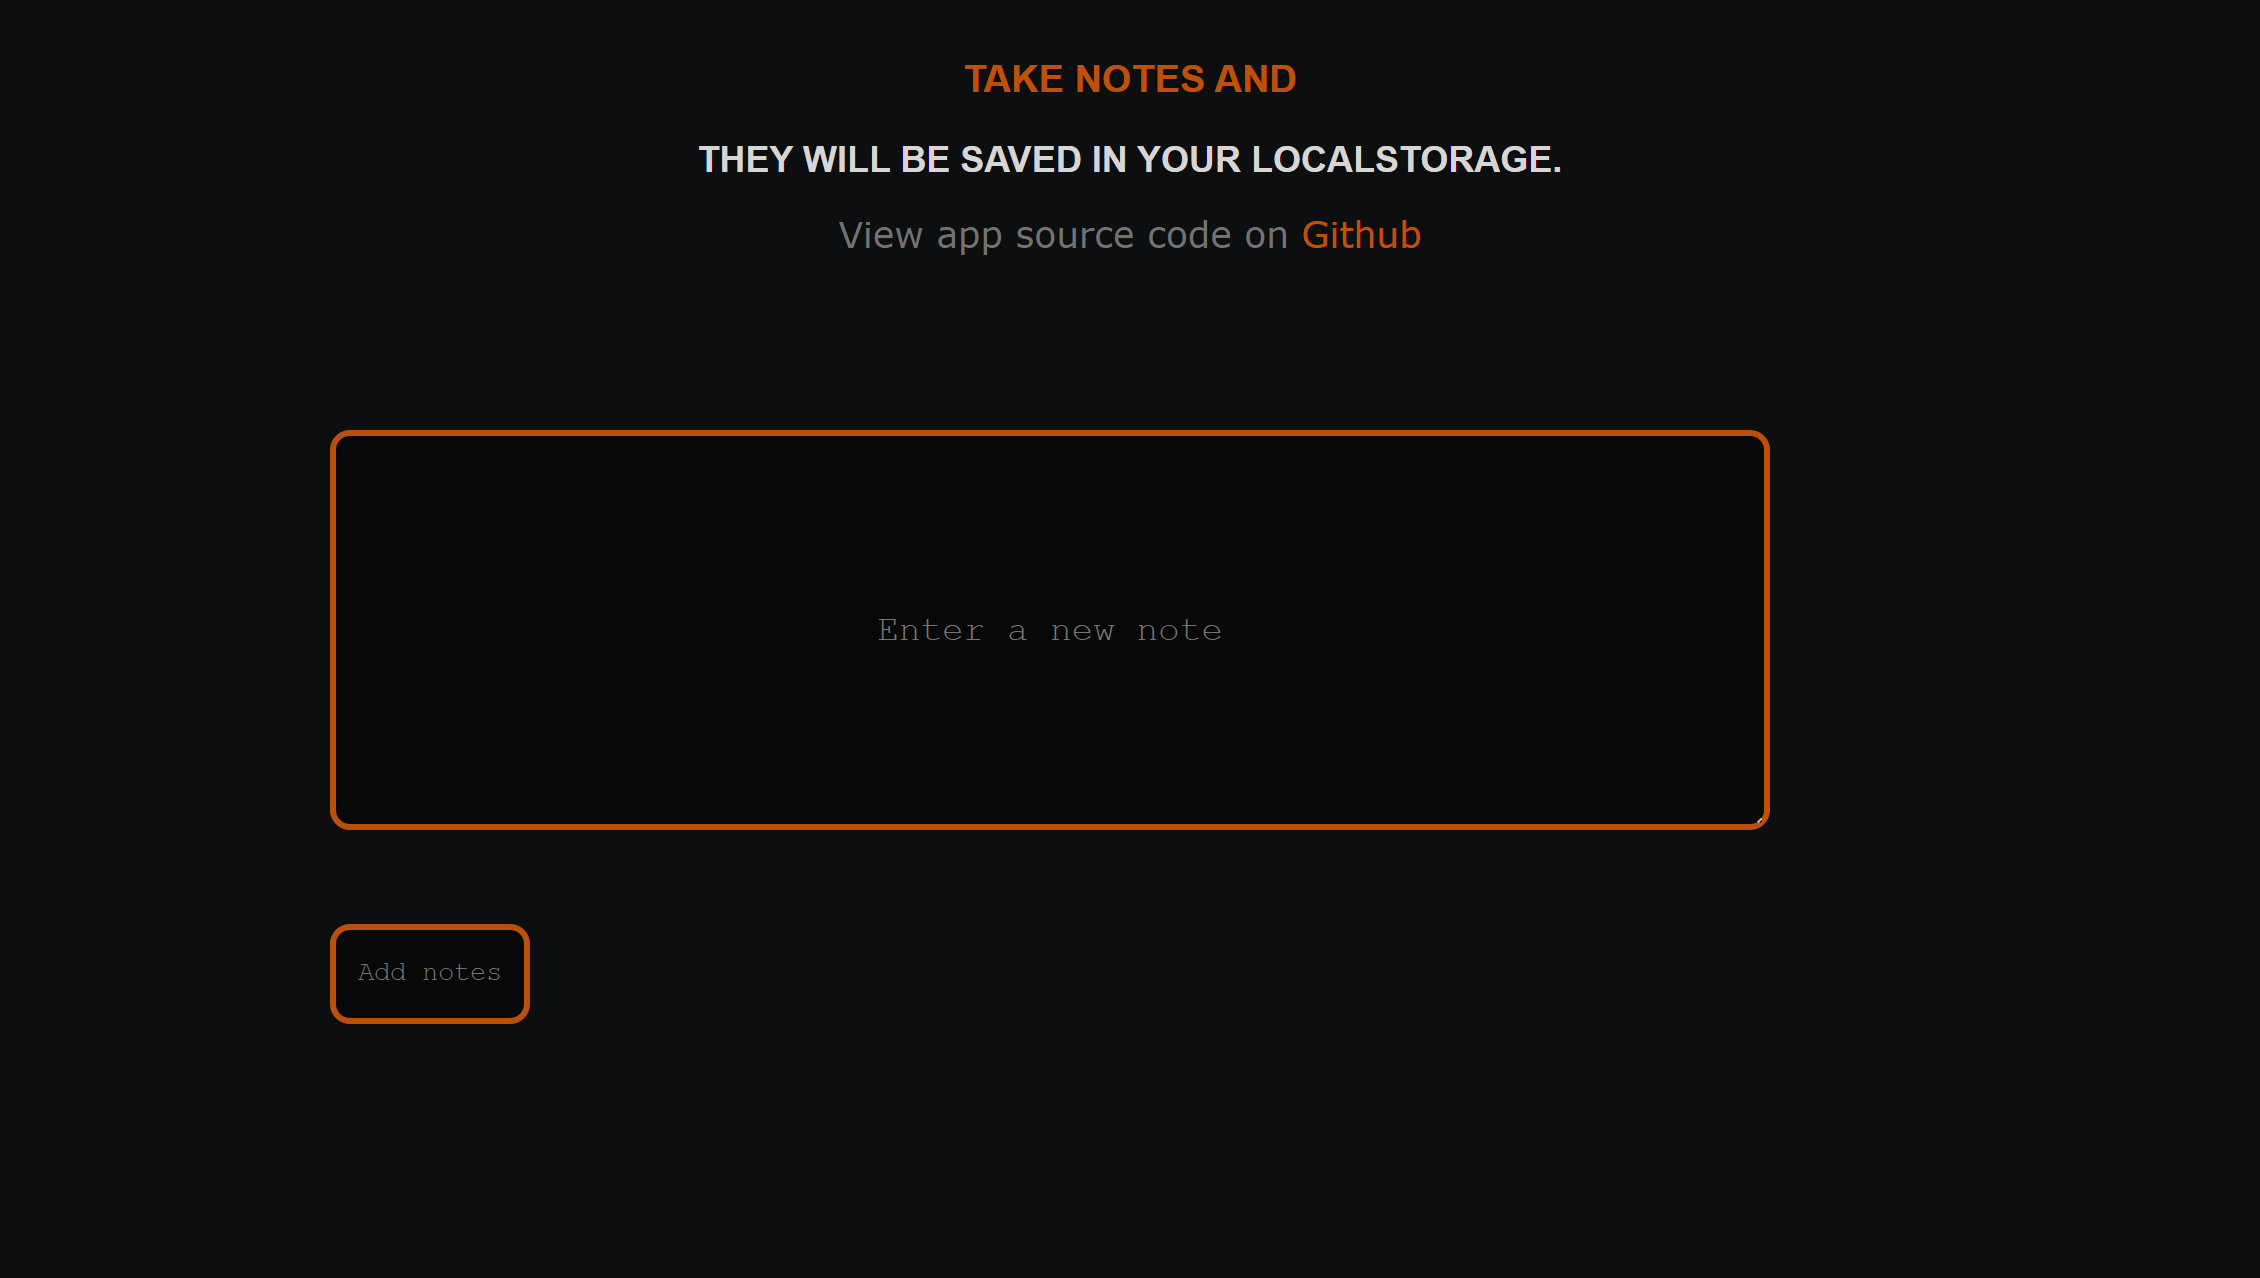 TAKE NOTES AND
THEY WILL BE SAVED IN YOUR LOCALSTORAGE.
View app source code on Github
Enter a new note
Add notes